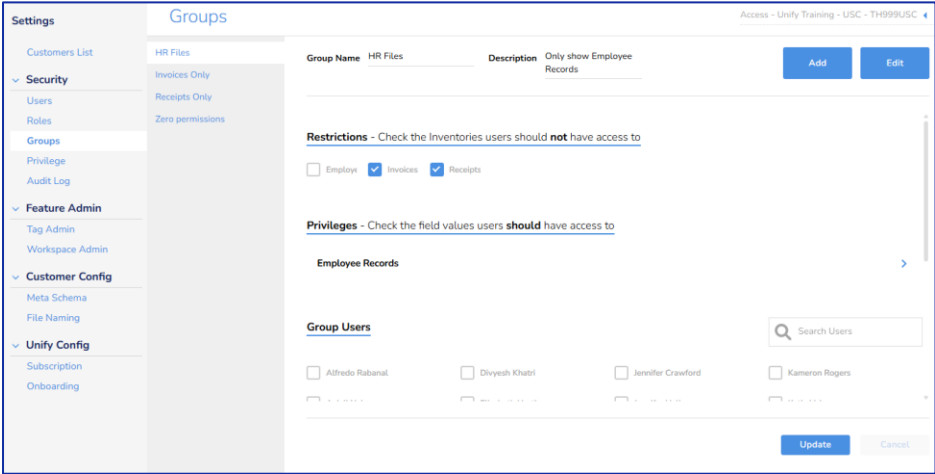 Settings
Groups
Access - Unify Training - USC - TH999USC
Customers List
Security
Users
Roles
Groups
Privilege
Audit Log
Feature Admin
Tag Admin
Workspace Admin
Customer Config
Meta Schema
File Naming
Unify Config
Subscription
Onboarding
HR Files
Invoices Only
Receipts Only
Zero permissions
Group Name HR Files
Description Only show Employee
Records
Add
Edit
Restrictions - Check the Inventories users should not have access to
Employe
Invoices
Receipts
Privileges - Check the field values users should have access to
Employee Records
Group Users
Search Users
Alfredo Rabanal
Divyesh Khatri
Jennifer Crawford
Kameron Rogers
Update
Cancel